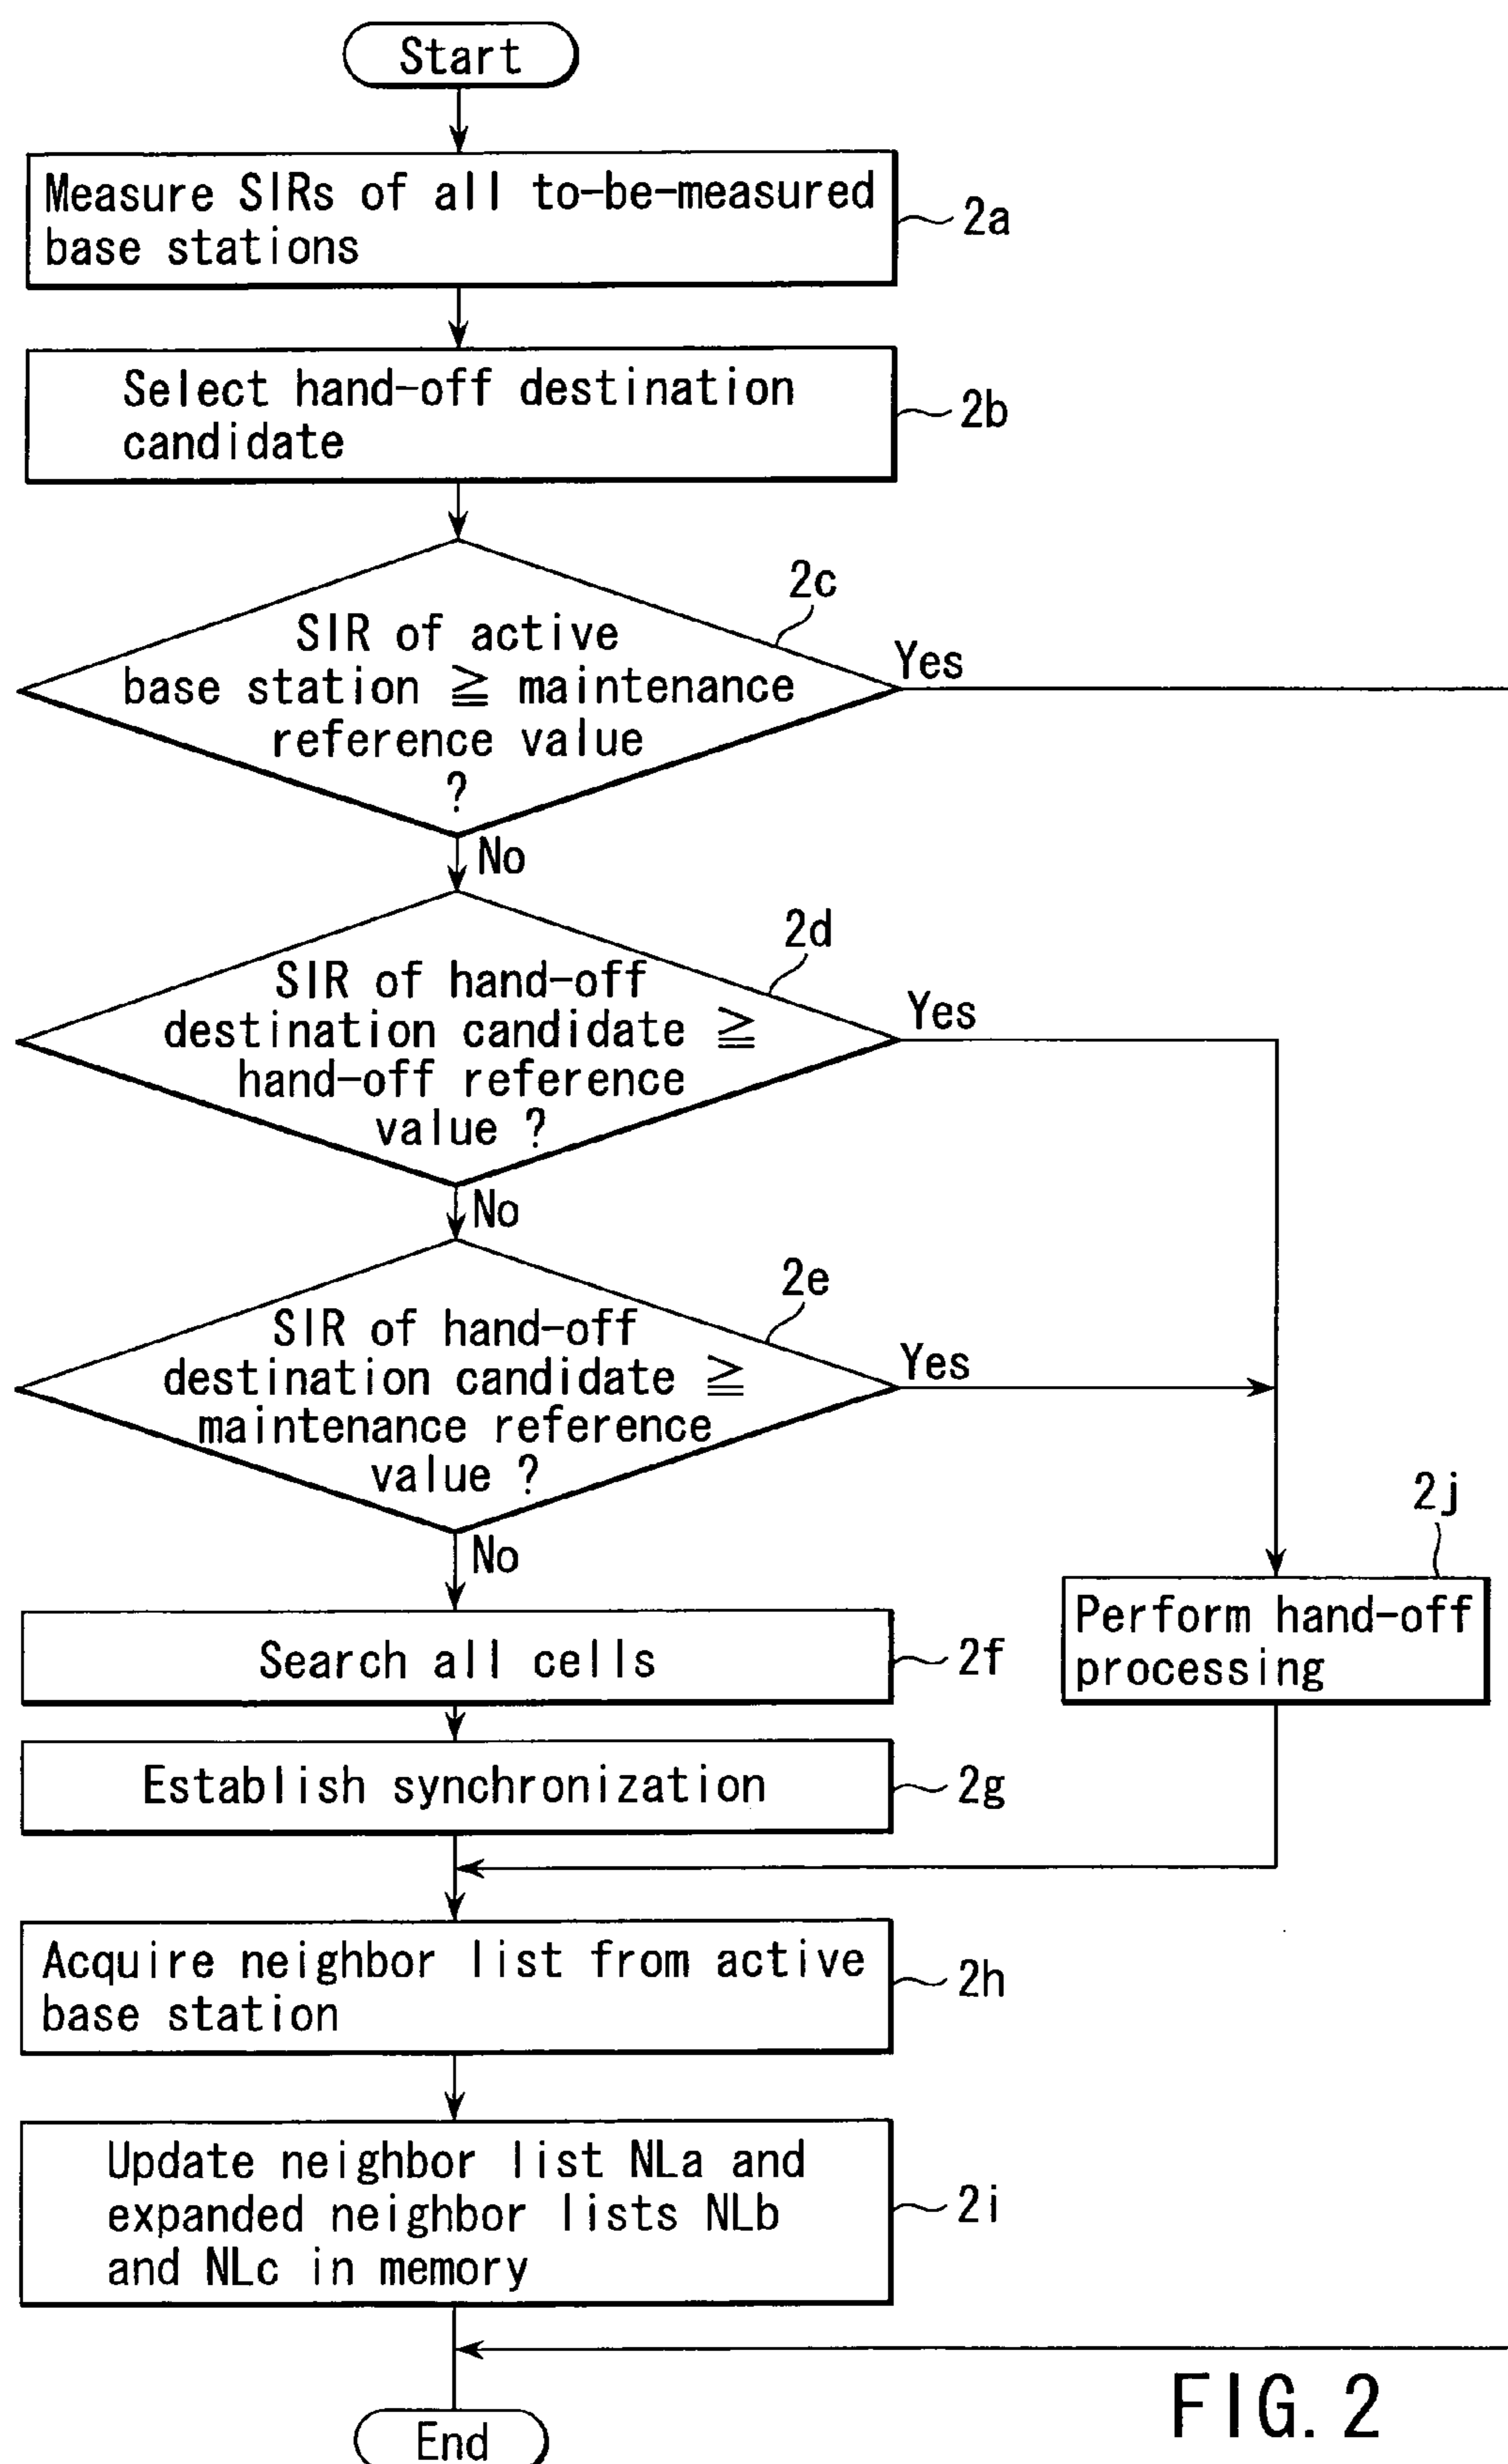 Start
Measure SIRs of all to-be-measured
base stations
2a
Select hand-off destination
candidate
2b
2c
SIR of active
base station ≧ maintenance
reference value
?
Yes
No
2d
SIR of hand-off
destination candidate ≧
hand-off reference
value ?
Yes
No
2e
SIR of hand-off
destination candidate ≧
maintenance reference
value ?
Yes
No
2j
Perform hand-off
processing
Search all cells
2f
Establish synchronization
2g
Acquire neighbor list from active
base station
2h
Update neighbor list NLa and
expanded neighbor lists NLb
and NLc in memory
2i
End
FIG. 2